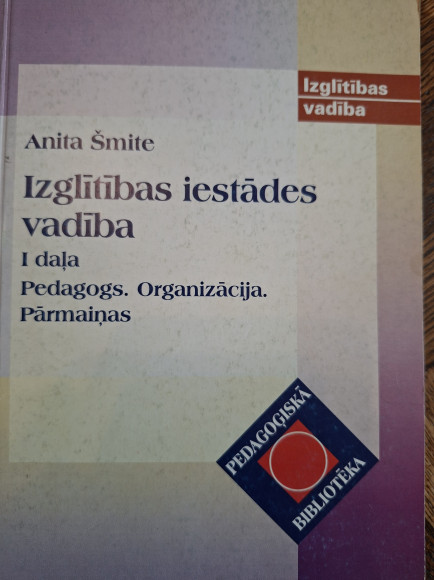 Izglītības
vadība
Anita Šmite
Izglītības iestādes
vadība
I daļa
Pedagogs. Organizācija.
Pārmaiņas
PEDAGOĢISKĀ
BIBLIOTĒKA